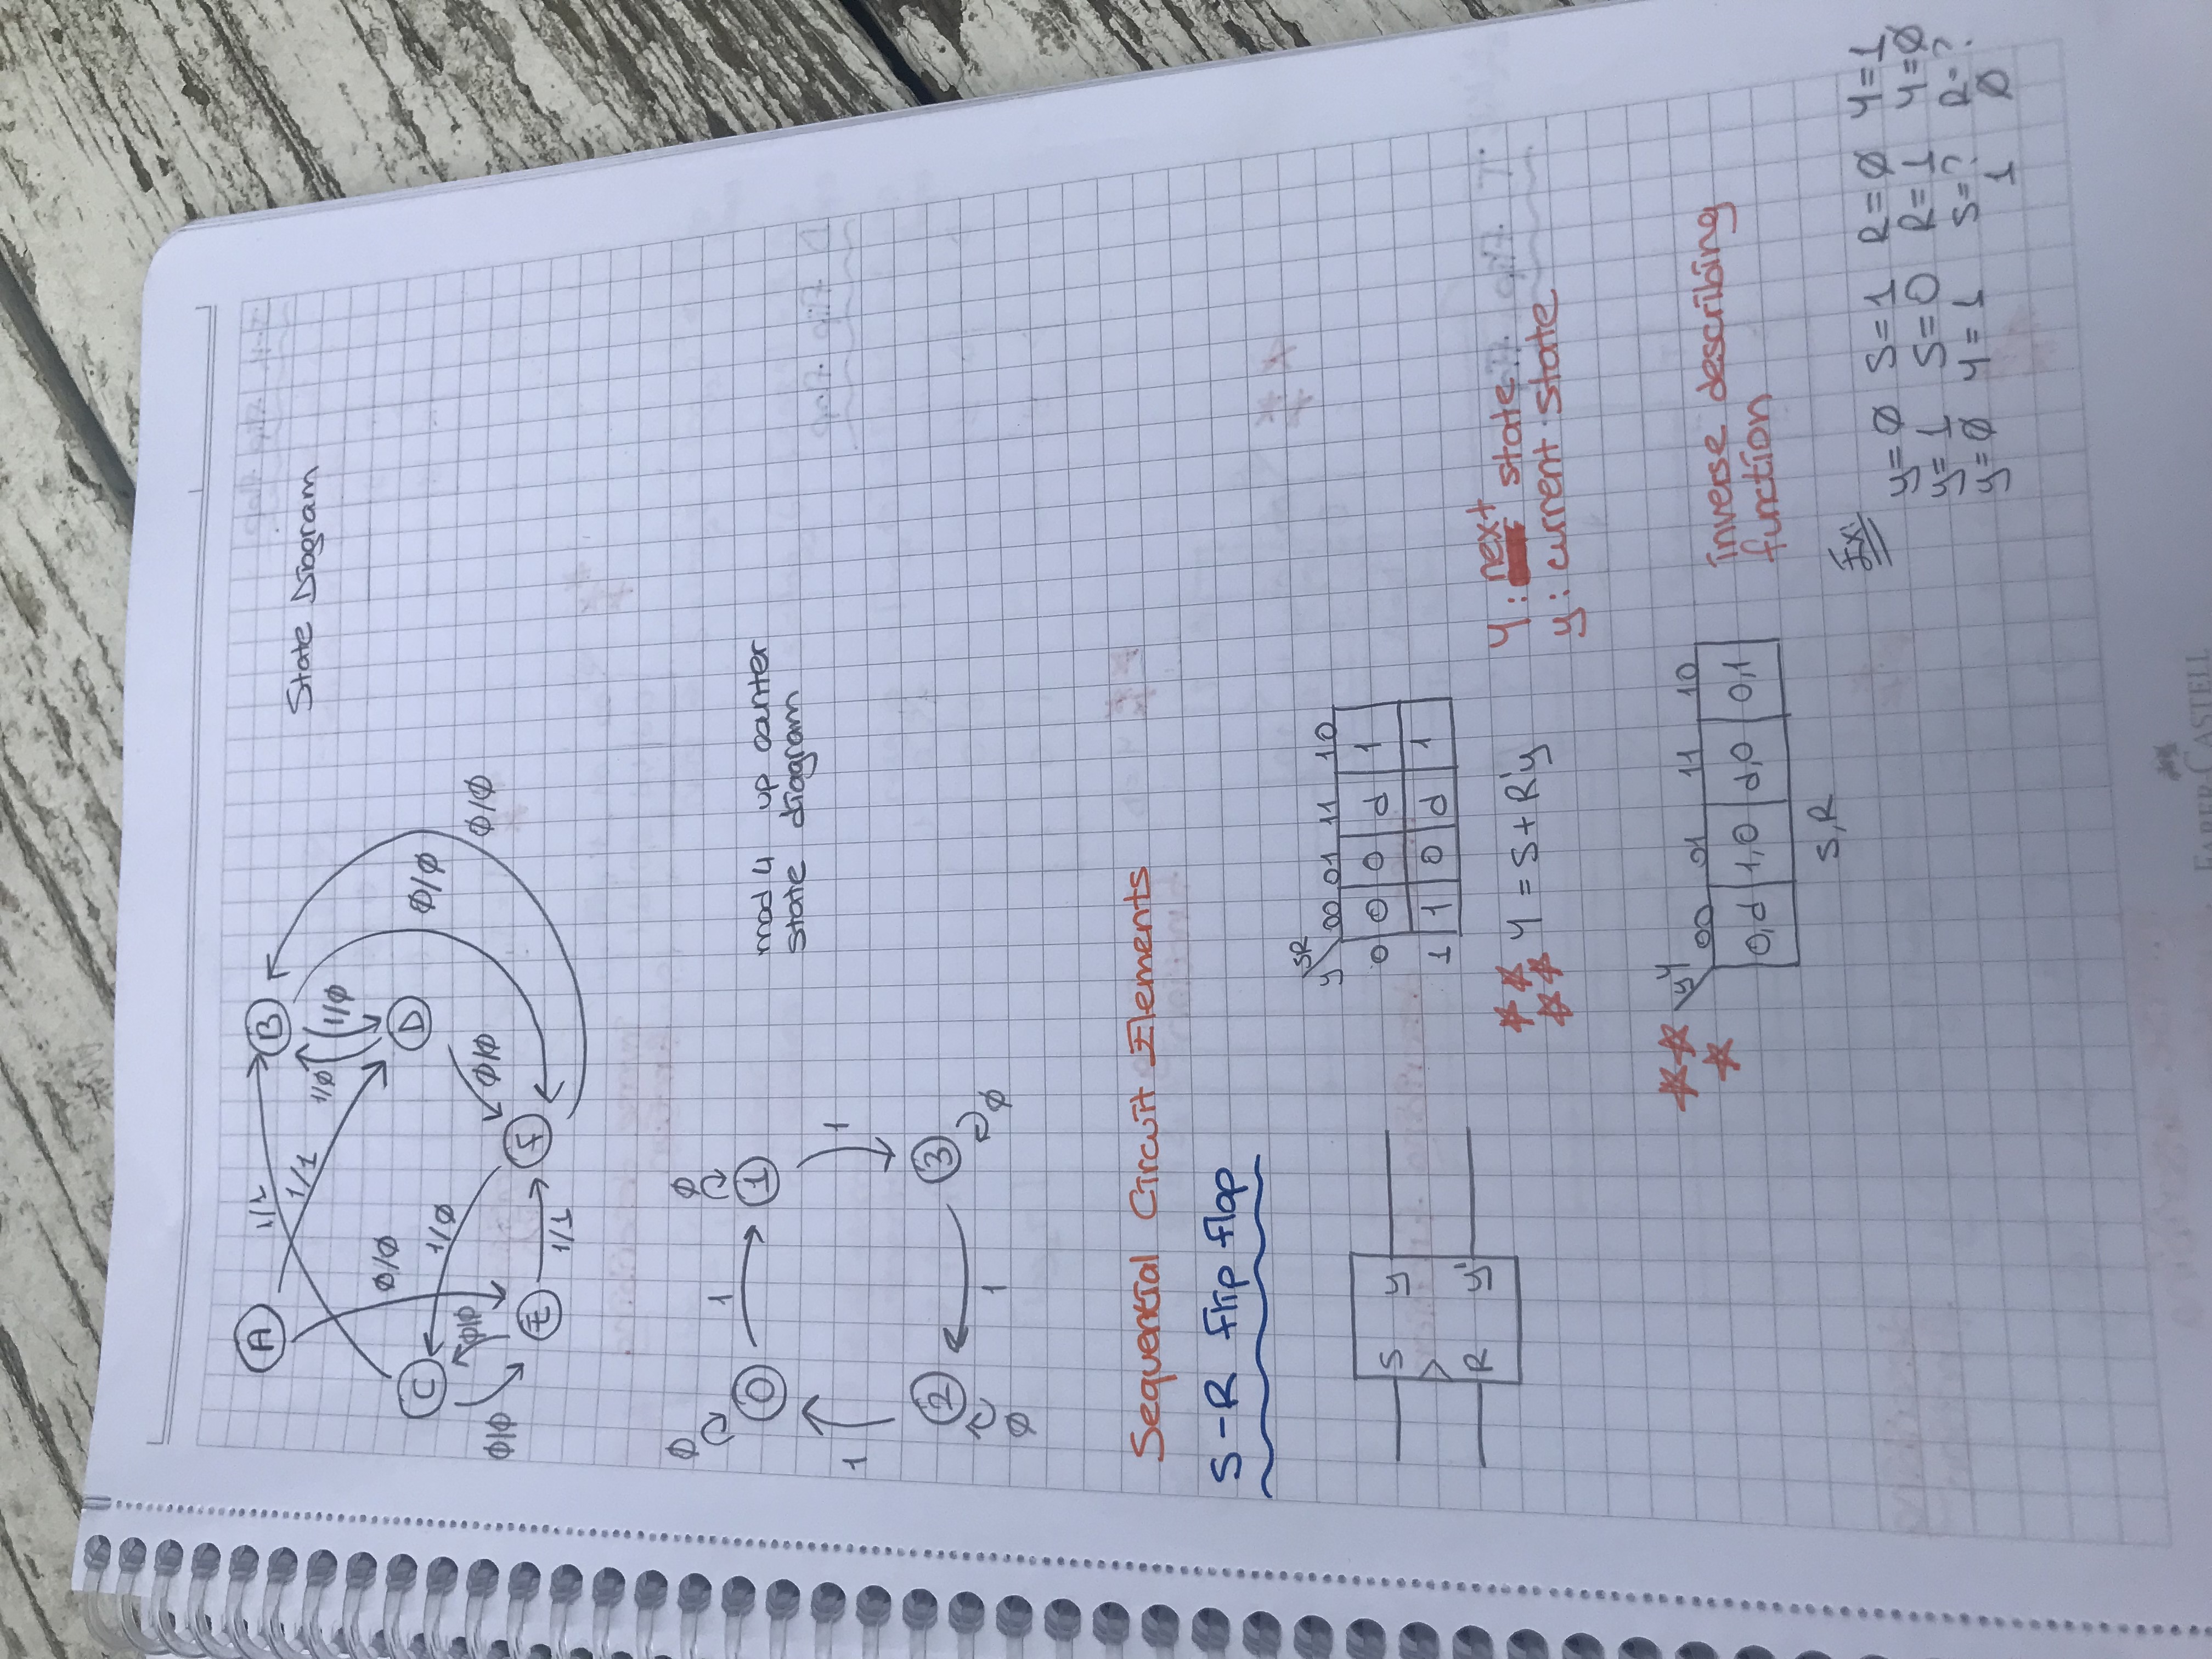 State Diagram
A
B
C
D
E
F
1/1
1/1
1/ϕ
1/ϕ
ϕ/ϕ
1/ϕ
ϕ/ϕ
ϕ/ϕ
ϕ/ϕ
ϕ/ϕ
ϕ/ϕ
1/1
ϕ
ϕ
0
1
1
mod 4 up counter
state diagram
1
1
2
3
1
ϕ
ϕ
Sequential Circuit Elements
S-R flip flop
S y
R y'
y SR
00 01 11 10
0 0 0 d 1
1 1 0 d 1
Y = S + R'y
Y: next state
y: current state
yY
00 01 11 10
0,d 1,0 d,0 0,1
S,R
inverse describing
function
Ex:
y=ϕ S=1 R=ϕ Y=1
y=1 S=0 R=1 Y=ϕ
y=ϕ Y=1 S=? R=?
1 ϕ
FABER-CASTELL